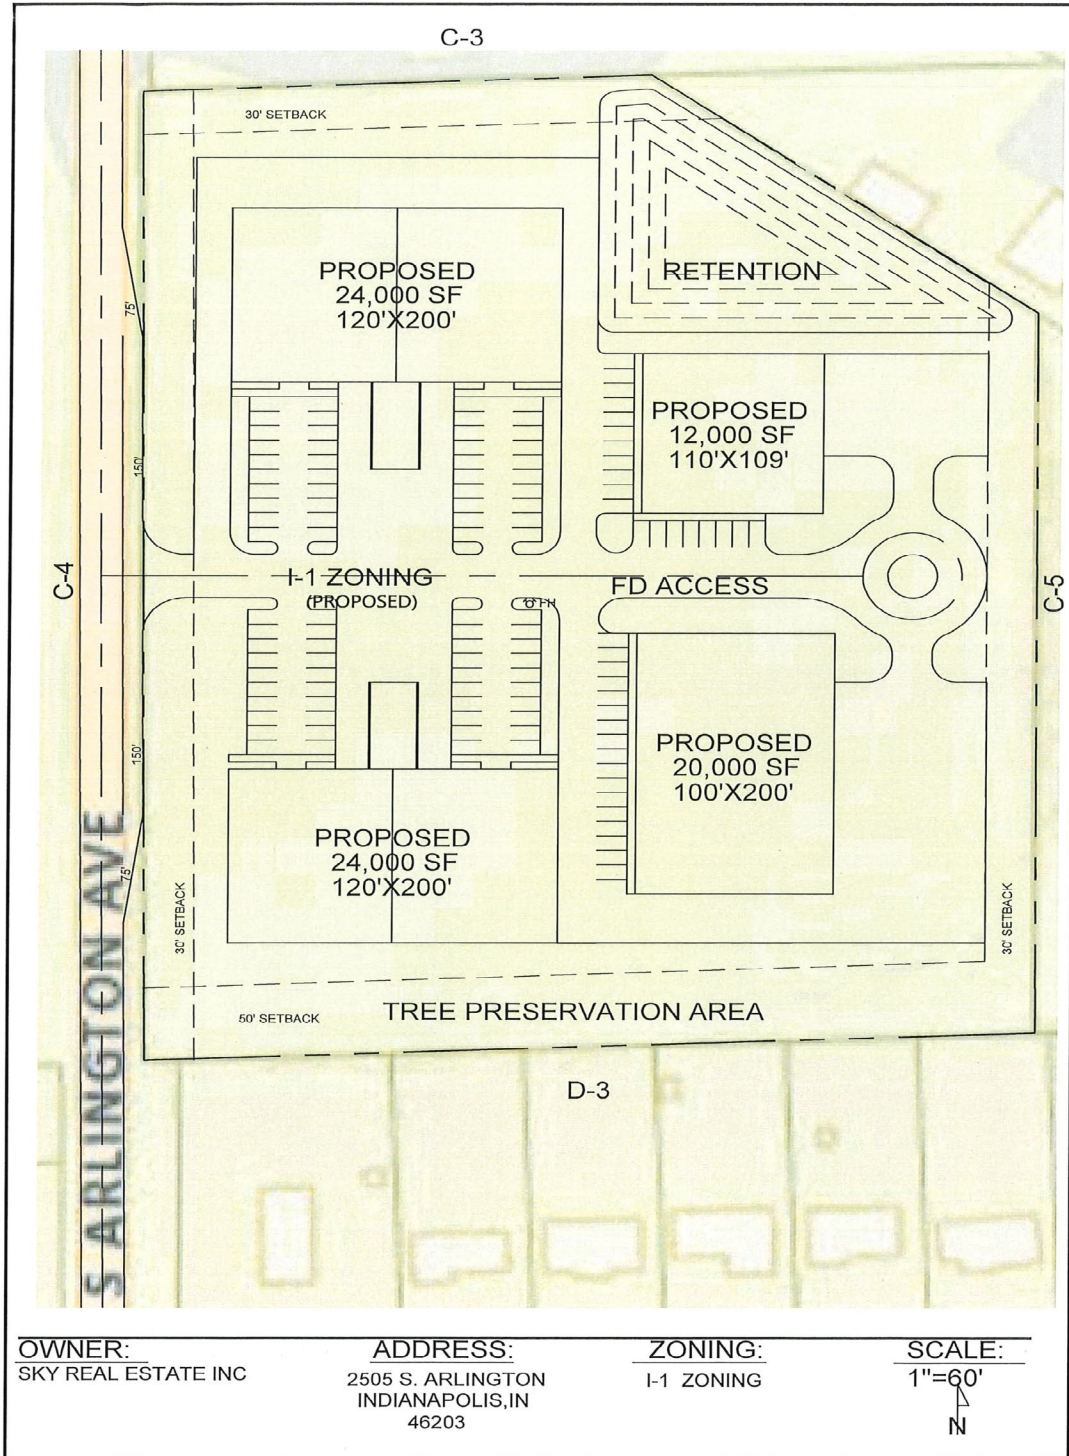 C-3
30' SETBACK
PROPOSED
24,000 SF
120'X200'
RETENTION
75'
PROPOSED
12,000 SF
110'X109'
150'
C-4
I-1 ZONING
(PROPOSED)
FH
FD ACCESS
C-5
150'
PROPOSED
20,000 SF
100'X200'
PROPOSED
24,000 SF
120'X200'
75'
30' SETBACK
30' SETBACK
S ARLINGTON AVE
50' SETBACK
TREE PRESERVATION AREA
D-3
OWNER:
SKY REAL ESTATE INC
ADDRESS:
2505 S. ARLINGTON
INDIANAPOLIS,IN
46203
ZONING:
I-1 ZONING
SCALE:
1"=60'
N